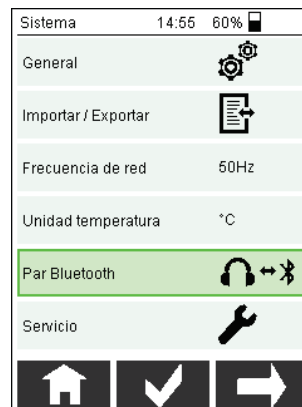 Sistema 14:55 60%
General
Importar / Exportar
Frecuencia de red 50Hz
Unidad temperatura °C
Par Bluetooth
Servicio